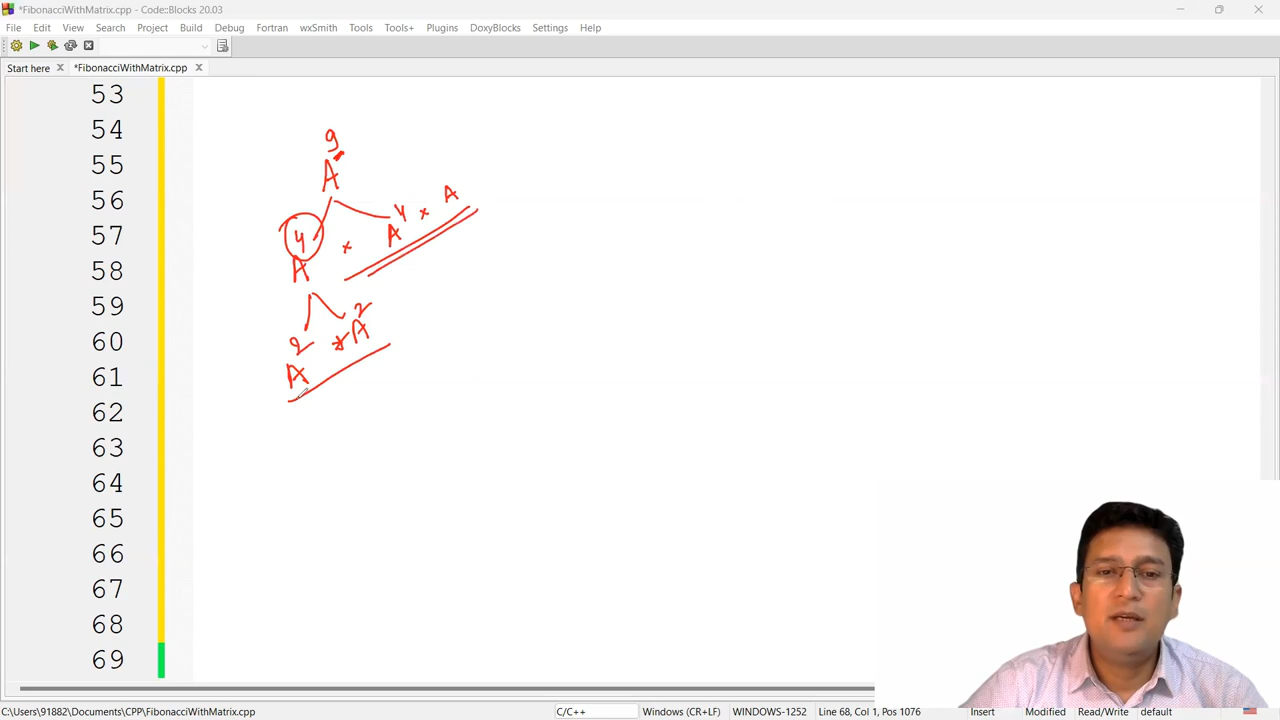 *FibonacciWithMatrix.cpp - Code::Blocks 20.03
File Edit View Search Project Build Debug Fortran wxSmith Tools Tools+ Plugins DoxyBlocks Settings Help
Start here *FibonacciWithMatrix.cpp
53
54
55
56
57
58
59
60
61
62
63
64
65
66
67
68
69
9
A
4 × A
4 × A
A
2 2
* A
A
C:\Users\91882\Documents\CPP\FibonacciWithMatrix.cpp C/C++ Windows (CR+LF) WINDOWS-1252 Line 68, Col 1, Pos 1076 Insert Modified Read/Write default